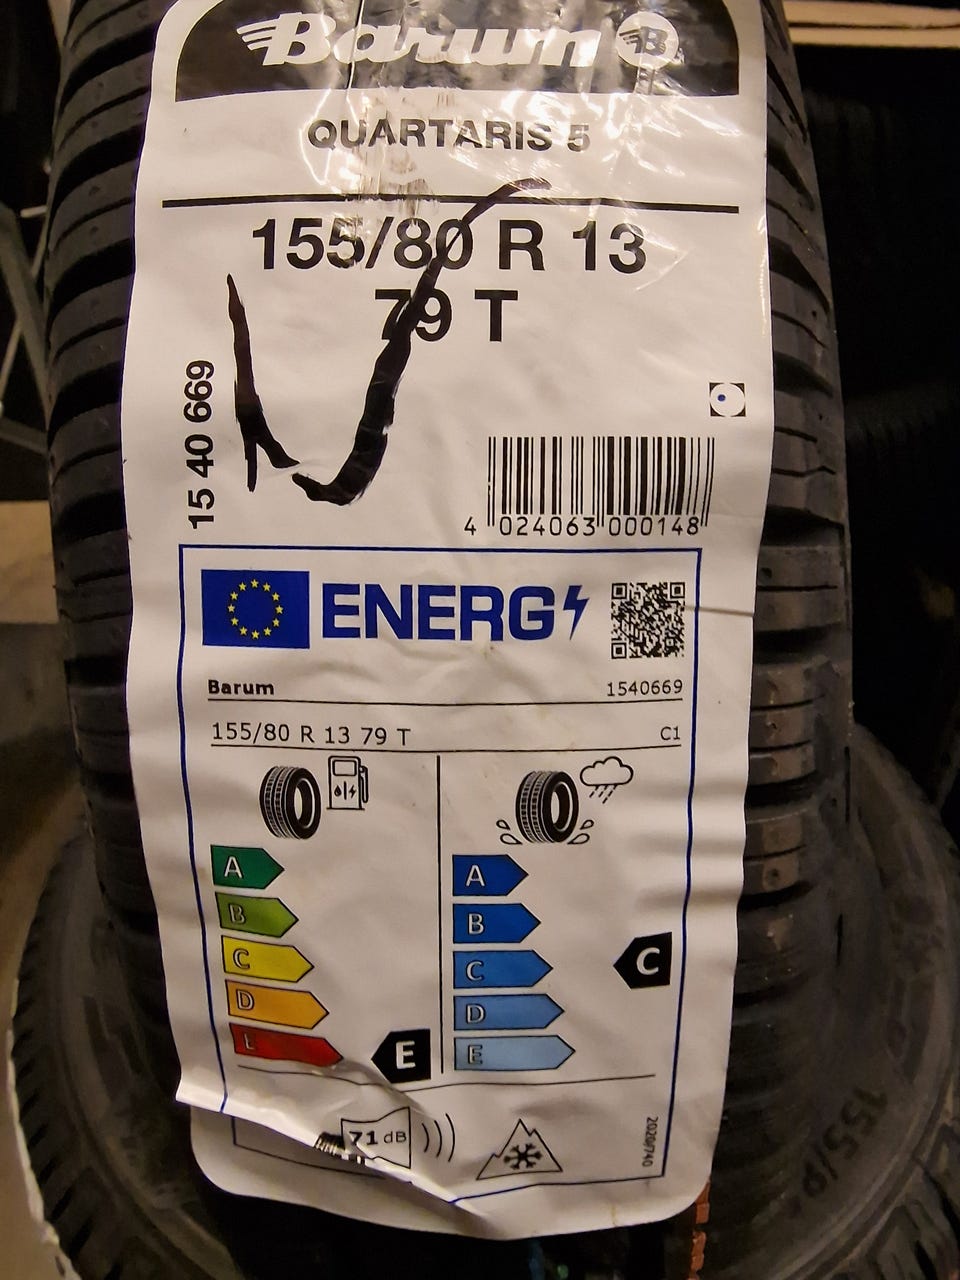 Barum B
QUARTARIS 5
155/80 R 13
79 T
15 40 669
4 024063 000148
ENERG
Barum 1540669
155/80 R 13 79 T C1
A A
B B
C C C
D D
E E E
71 dB
2020/740
155/